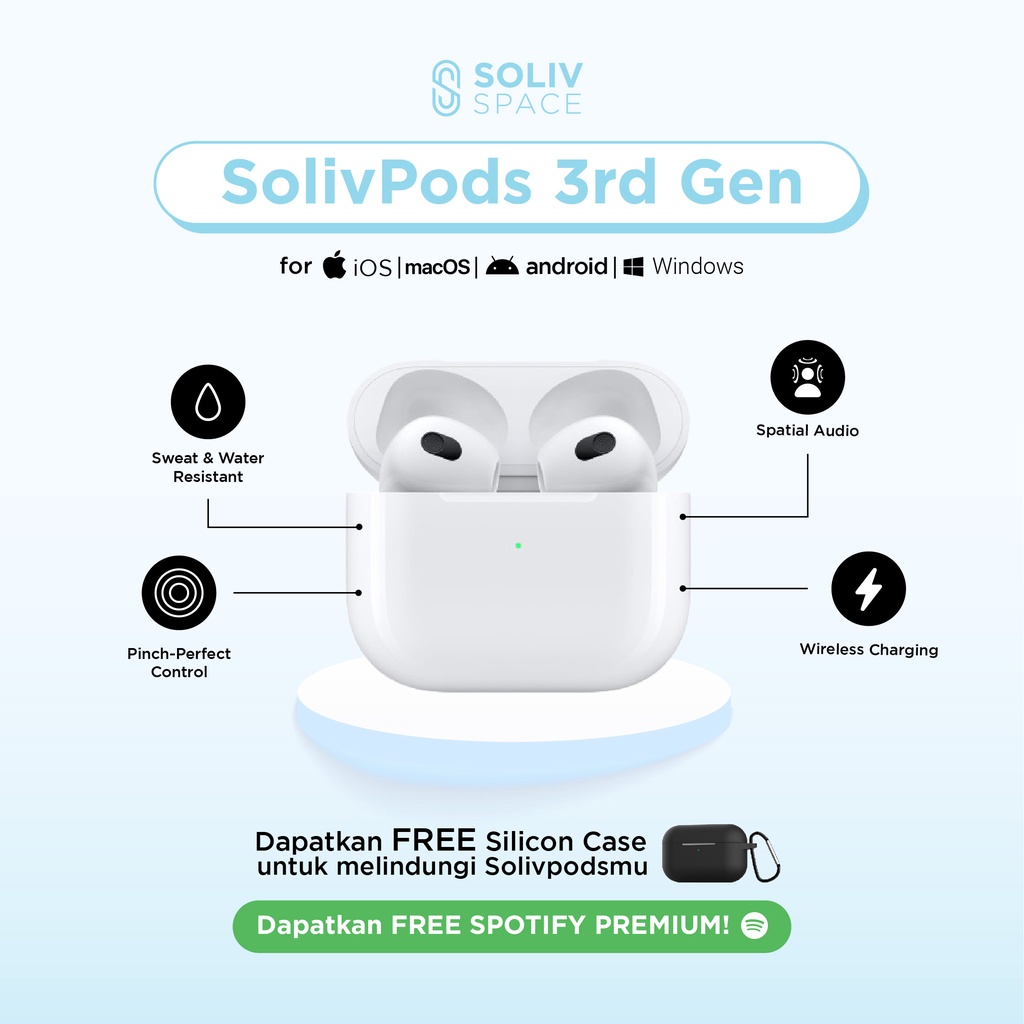 SOLIV
SPACE
SolivPods 3rd Gen
for iOS | macOS | android | Windows
Sweat & Water
Resistant
Spatial Audio
Pinch-Perfect
Control
Wireless Charging
Dapatkan FREE Silicon Case
untuk melindungi Solivpodsmu
Dapatkan FREE SPOTIFY PREMIUM!